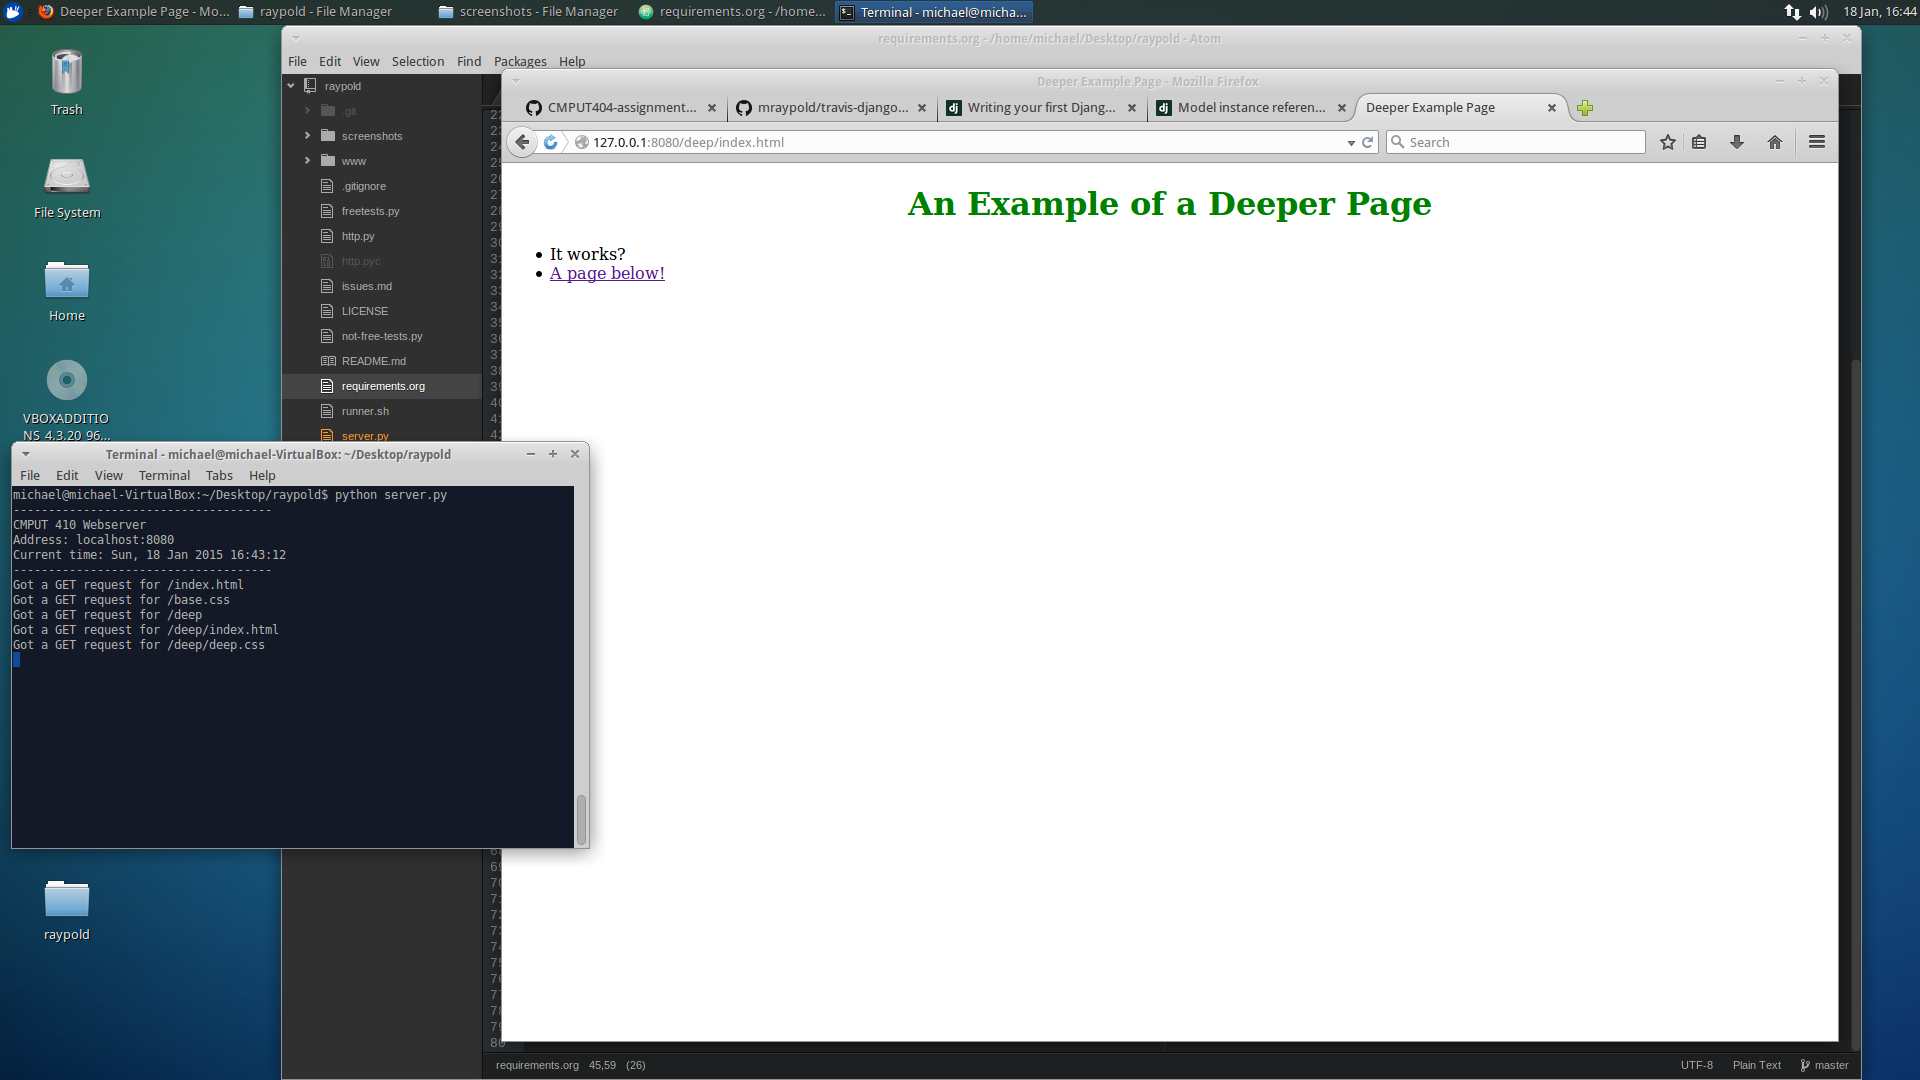 Deeper Example Page - Mo...
raypold - File Manager
screenshots - File Manager
requirements.org - /home...
Terminal - michael@micha...
18 Jan, 16:44
Trash
File System
Home
VBOXADDITIO
NS_4.3.20_96...
raypold
requirements.org - /home/michael/Desktop/raypold - Atom
File Edit View Selection Find Packages Help
raypold
.git
screenshots
www
.gitignore
freetests.py
http.py
http.pyc
issues.md
LICENSE
not-free-tests.py
README.md
requirements.org
runner.sh
server.py
Deeper Example Page - Mozilla Firefox
CMPUT404-assignment...
mraypold/travis-django...
Writing your first Djang...
Model instance referen...
Deeper Example Page
127.0.0.1:8080/deep/index.html
Search
An Example of a Deeper Page
It works?
A page below!
Terminal - michael@michael-VirtualBox: ~/Desktop/raypold
File Edit View Terminal Tabs Help
michael@michael-VirtualBox:~/Desktop/raypold$ python server.py
-------------------------------------
CMPUT 410 Webserver
Address: localhost:8080
Current time: Sun, 18 Jan 2015 16:43:12
-------------------------------------
Got a GET request for /index.html
Got a GET request for /base.css
Got a GET request for /deep
Got a GET request for /deep/index.html
Got a GET request for /deep/deep.css
69
80
requirements.org 45,59 (26)
UTF-8 Plain Text master